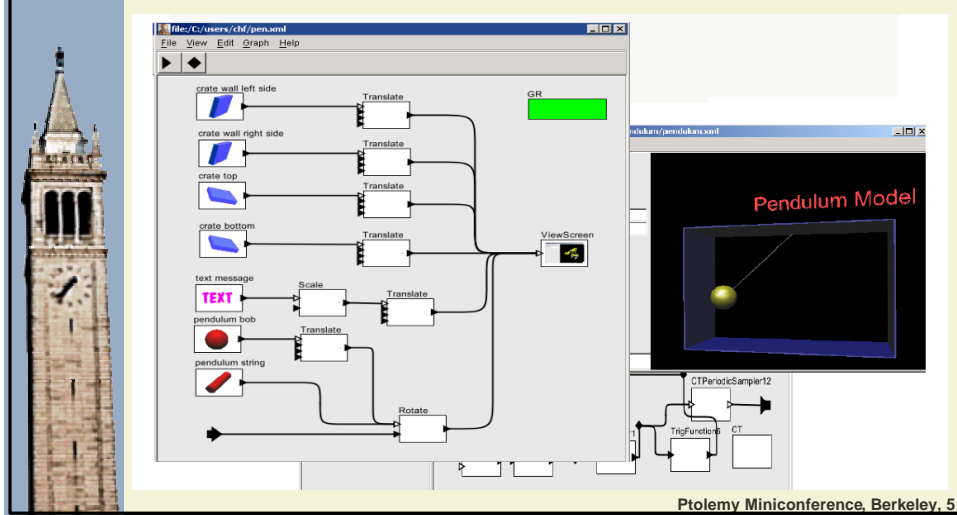 file:/C:/users/chf/pen.xml
File View Edit Graph Help
crate wall left side
Translate
GR
crate wall right side
Translate
crate top
Translate
crate bottom
Translate
ViewScreen
text message
TEXT
Scale
Translate
pendulum bob
Translate
pendulum string
Rotate
ndulum/pendulum.xml
Pendulum Model
CTPeriodicSampler12
TrigFunction6
CT
Ptolemy Miniconference, Berkeley, 5